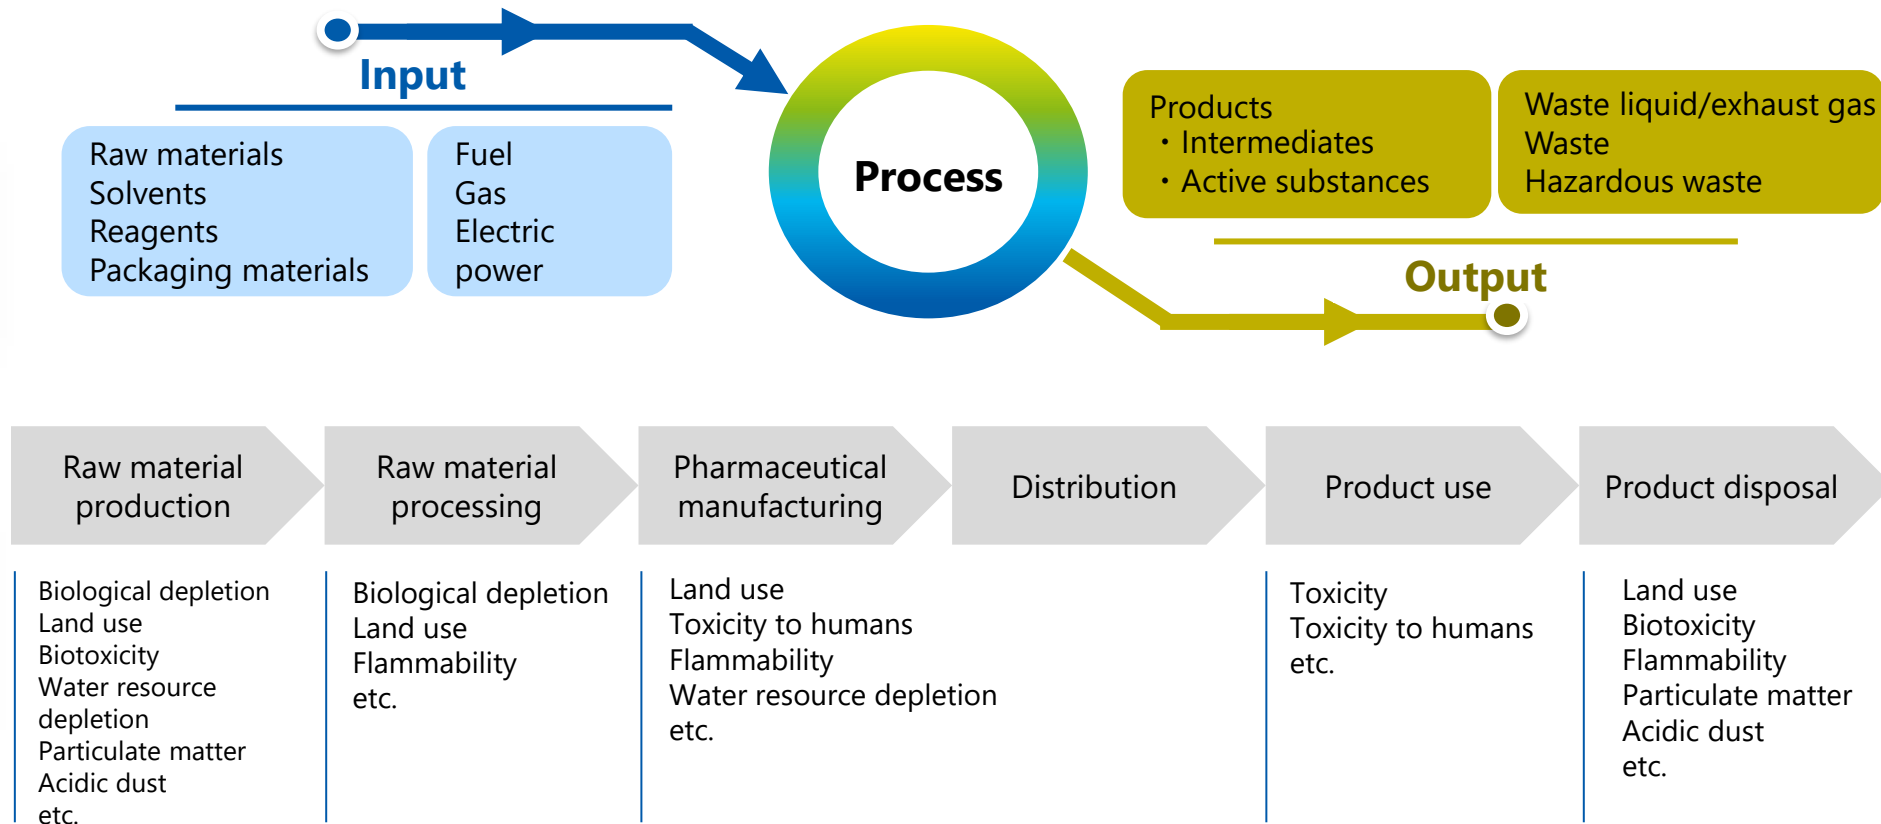 Input
Raw materials
Solvents
Reagents
Packaging materials
Fuel
Gas
Electric
power
Process
Products
・Intermediates
・Active substances
Waste liquid/exhaust gas
Waste
Hazardous waste
Output
Raw material
production
Raw material
processing
Pharmaceutical
manufacturing
Distribution
Product use
Product disposal
Biological depletion
Land use
Biotoxicity
Water resource
depletion
Particulate matter
Acidic dust
etc.
Biological depletion
Land use
Flammability
etc.
Land use
Toxicity to humans
Flammability
Water resource depletion
etc.
Toxicity
Toxicity to humans
etc.
Land use
Biotoxicity
Flammability
Particulate matter
Acidic dust
etc.